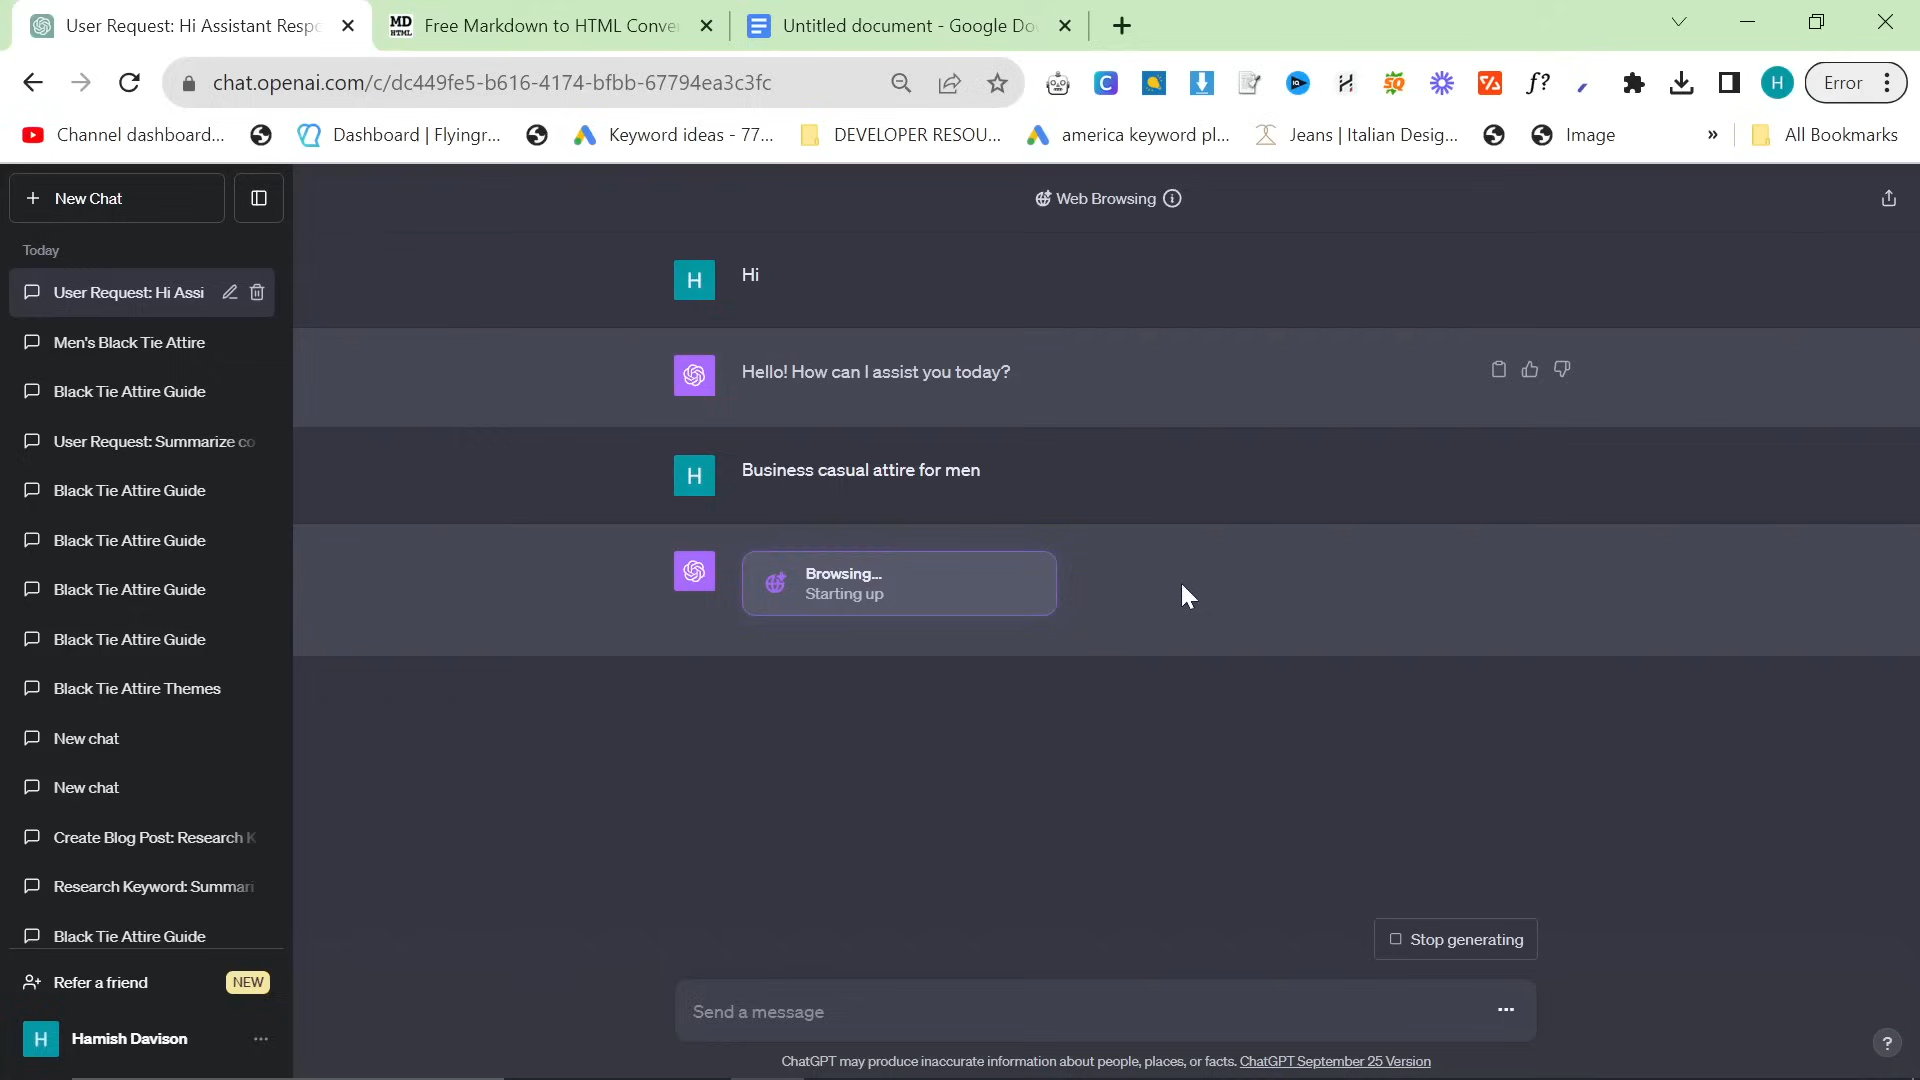 User Request: Hi Assistant Respo
MD HTML Free Markdown to HTML Conver
Untitled document - Google Do
chat.openai.com/c/dc449fe5-b616-4174-bfbb-67794ea3c3fc
H
Error
Channel dashboard...
Dashboard | Flyingr...
Keyword ideas - 77...
DEVELOPER RESOU...
america keyword pl...
Jeans | Italian Desig...
Image
»
All Bookmarks
+ New Chat
Web Browsing
Today
User Request: Hi Assi
Men's Black Tie Attire
Black Tie Attire Guide
User Request: Summarize co
Black Tie Attire Guide
Black Tie Attire Guide
Black Tie Attire Guide
Black Tie Attire Guide
Black Tie Attire Themes
New chat
New chat
Create Blog Post: Research K
Research Keyword: Summari
Black Tie Attire Guide
Refer a friend NEW
H Hamish Davison
H Hi
Hello! How can I assist you today?
H Business casual attire for men
Browsing...
Starting up
Stop generating
Send a message
ChatGPT may produce inaccurate information about people, places, or facts. ChatGPT September 25 Version
?